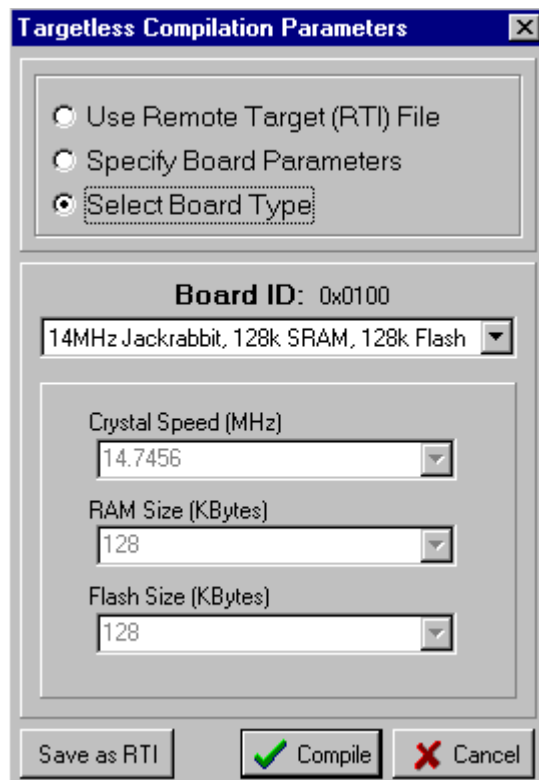 Targetless Compilation Parameters
Use Remote Target (RTI) File
Specify Board Parameters
Select Board Type
Board ID: 0x0100
14MHz Jackrabbit, 128k SRAM, 128k Flash
Crystal Speed (MHz)
14.7456
RAM Size (KBytes)
128
Flash Size (KBytes)
128
Save as RTI Compile Cancel